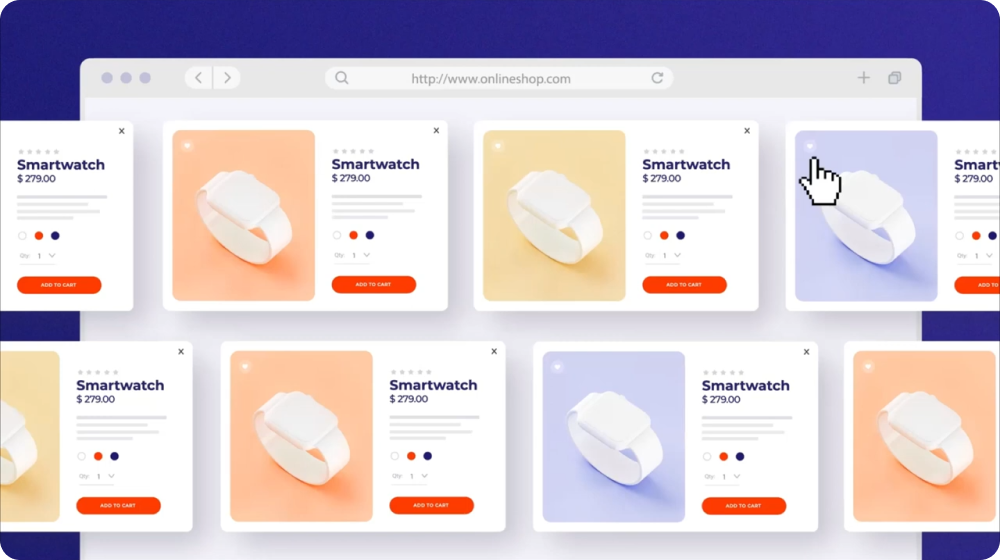 http://www.onlineshop.com
x
Smartwatch
$ 279.00
Qty: 1
ADD TO CART
x
Smartwatch
$ 279.00
Qty: 1
ADD TO CART
x
Smartwatch
$ 279.00
Qty: 1
ADD TO CART
Smart
$ 279.00
Qty: 1
ADD TO
x
Smartwatch
$ 279.00
Qty: 1
ADD TO CART
x
Smartwatch
$ 279.00
Qty: 1
ADD TO CART
x
Smartwatch
$ 279.00
Qty: 1
ADD TO CART